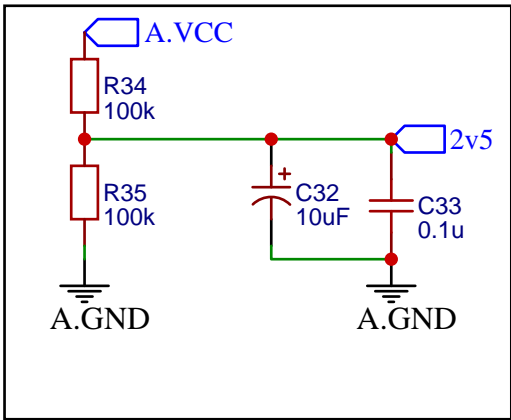 A.VCC
R34
100k
2v5
R35
100k
+
C32
10uF
C33
0.1u
A.GND
A.GND